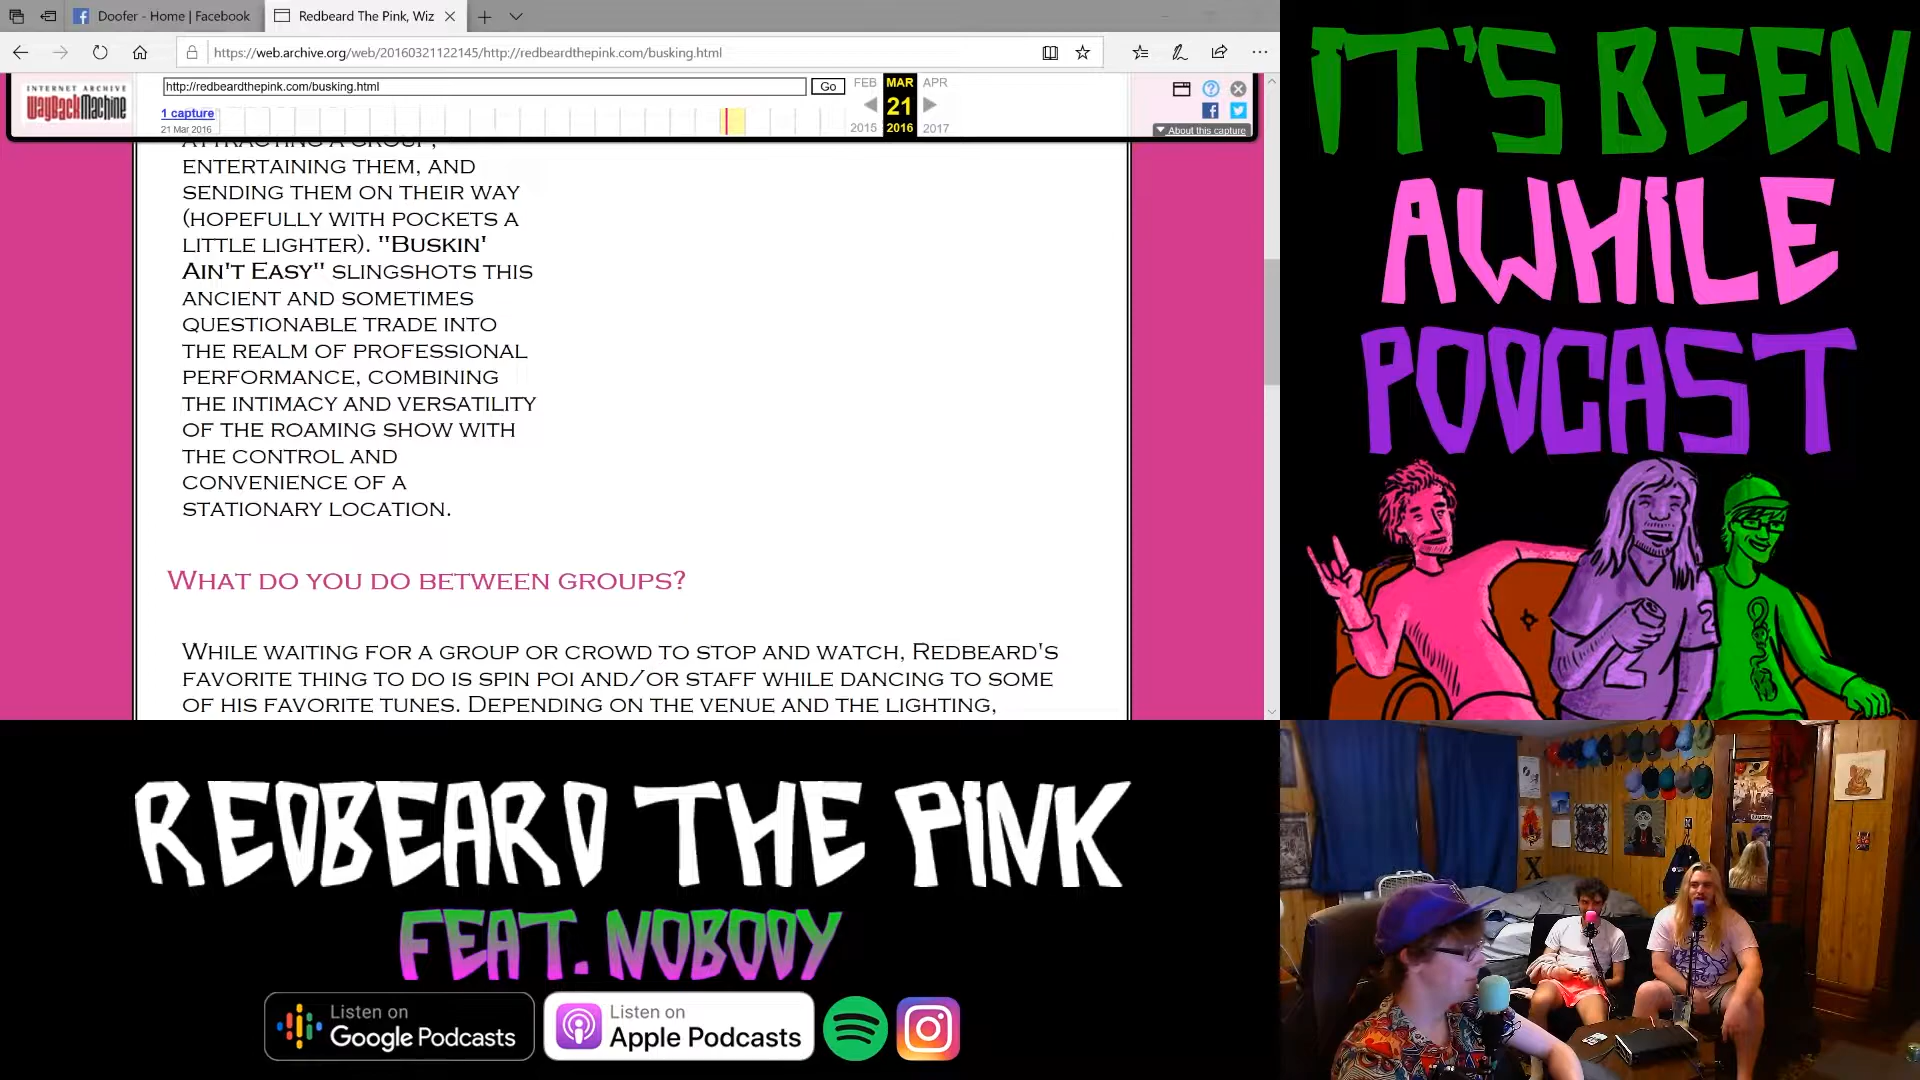 Doofer - Home | Facebook
Redbeard The Pink, Wiz
https://web.archive.org/web/20160321122145/http://redbeardthepink.com/busking.html
INTERNET ARCHIVE
WayBackMachine
http://redbeardthepink.com/busking.html
Go
FEB
MAR
APR
1 capture
21
21 Mar 2016
2015
2016
2017
About this capture
ATTRACTING A GROUP,
ENTERTAINING THEM, AND
SENDING THEM ON THEIR WAY
(HOPEFULLY WITH POCKETS A
LITTLE LIGHTER). "BUSKIN'
AIN'T EASY" SLINGSHOTS THIS
ANCIENT AND SOMETIMES
QUESTIONABLE TRADE INTO
THE REALM OF PROFESSIONAL
PERFORMANCE, COMBINING
THE INTIMACY AND VERSATILITY
OF THE ROAMING SHOW WITH
THE CONTROL AND
CONVENIENCE OF A
STATIONARY LOCATION.
WHAT DO YOU DO BETWEEN GROUPS?
WHILE WAITING FOR A GROUP OR CROWD TO STOP AND WATCH, REDBEARD'S
FAVORITE THING TO DO IS SPIN POI AND/OR STAFF WHILE DANCING TO SOME
OF HIS FAVORITE TUNES. DEPENDING ON THE VENUE AND THE LIGHTING,
IT'S BEEN
AWHILE
PODCAST
2
2
REDBEARD THE PINK
FEAT. NOBODY
Listen on
Google Podcasts
Listen on
Apple Podcasts
X